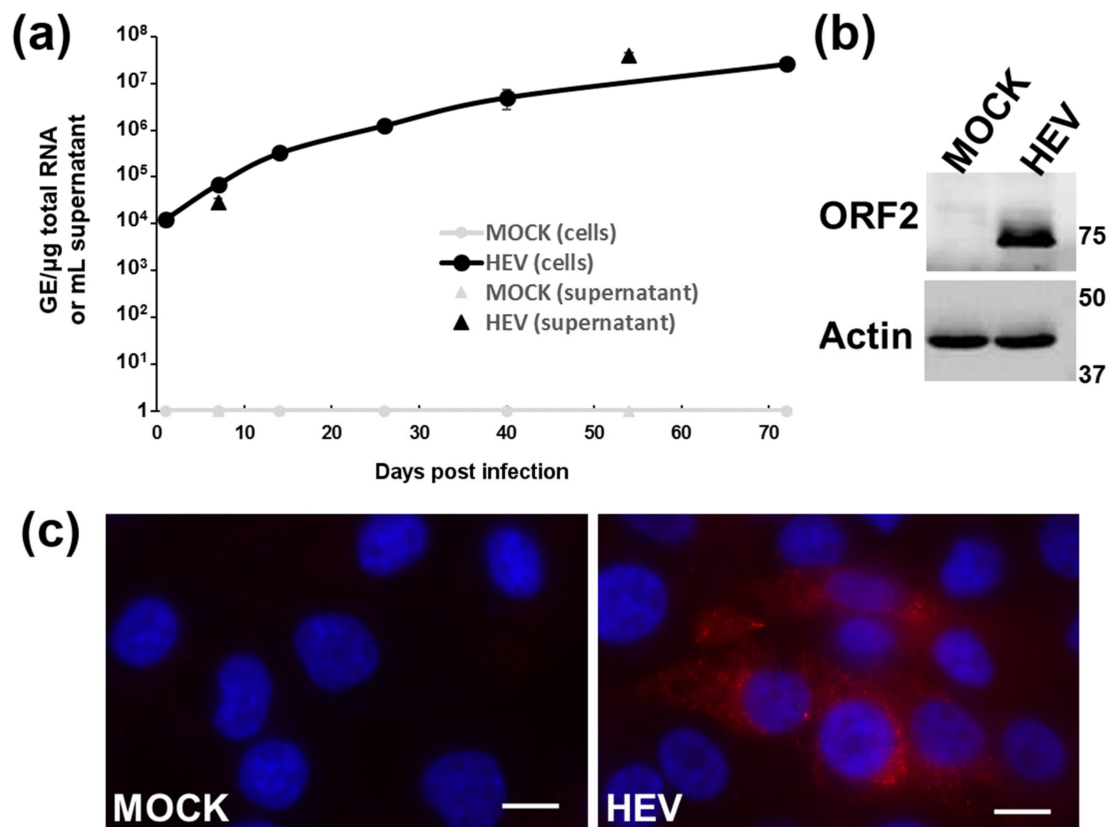 (a)
GE/µg total RNA
or mL supernatant
10⁸
10⁷
10⁶
10⁵
10⁴
10³
10²
10¹
1
0 10 20 30 40 50 60 70
Days post infection
MOCK (cells)
HEV (cells)
MOCK (supernatant)
HEV (supernatant)
(b)
MOCK
HEV
ORF2
75
50
Actin
37
(c)
MOCK
HEV